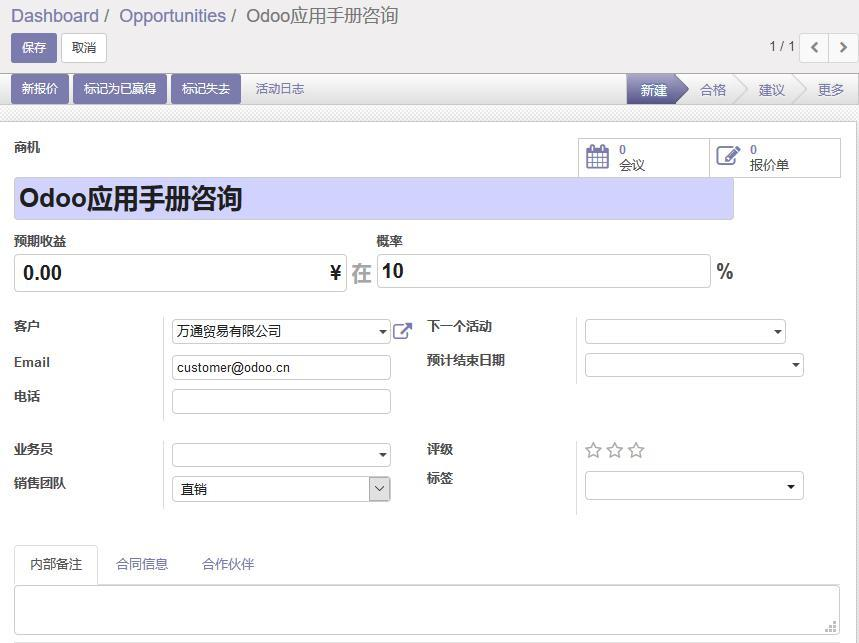 Dashboard / Opportunities / Odoo应用手册咨询
保存 取消 1 / 1
新报价 标记为已赢得 标记失去 活动日志 新建 合格 建议 更多
商机
0 会议
0 报价单
Odoo应用手册咨询
预期收益 概率
0.00 ¥ 在 10 %
客户 万通贸易有限公司 下一个活动
Email customer@odoo.cn 预计结束日期
电话
业务员 评级
销售团队 直销 标签
内部备注 合同信息 合作伙伴